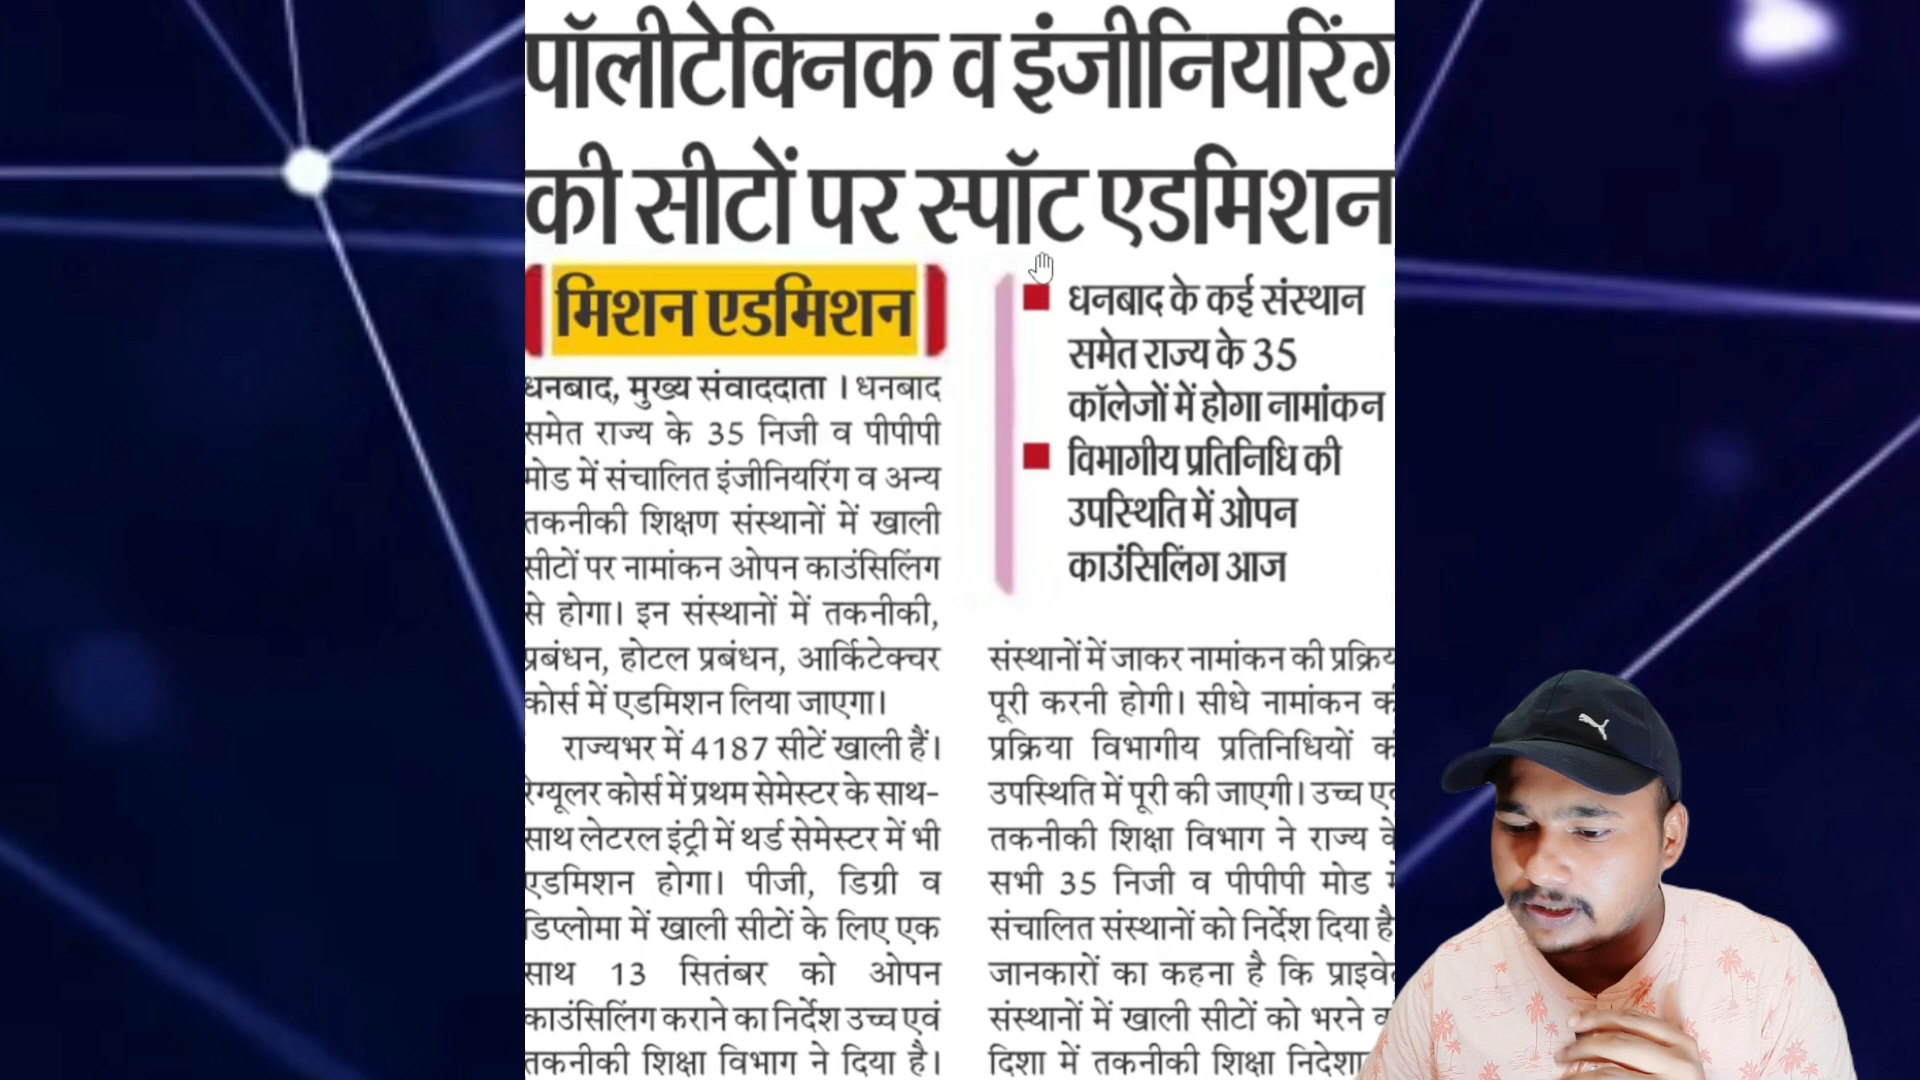 पॉलीटेक्निक व इंजीनियरिंग
की सीटों पर स्पॉट एडमिशन
मिशन एडमिशन
धनबाद, मुख्य संवाददाता । धनबाद
समेत राज्य के 35 निजी व पीपीपी
मोड में संचालित इंजीनियरिंग व अन्य
तकनीकी शिक्षण संस्थानों में खाली
सीटों पर नामांकन ओपन काउंसिलिंग
से होगा। इन संस्थानों में तकनीकी,
प्रबंधन, होटल प्रबंधन, आर्किटेक्चर
कोर्स में एडमिशन लिया जाएगा।
राज्यभर में 4187 सीटें खाली हैं।
रेग्यूलर कोर्स में प्रथम सेमेस्टर के साथ-
साथ लेटरल इंट्री में थर्ड सेमेस्टर में भी
एडमिशन होगा। पीजी, डिग्री व
डिप्लोमा में खाली सीटों के लिए एक
साथ 13 सितंबर को ओपन
काउंसिलिंग कराने का निर्देश उच्च एवं
तकनीकी शिक्षा विभाग ने दिया है।
धनबाद के कई संस्थान
समेत राज्य के 35
कॉलेजों में होगा नामांकन
विभागीय प्रतिनिधि की
उपस्थिति में ओपन
काउंसिलिंग आज
संस्थानों में जाकर नामांकन की
पूरी करनी होगी। सीधे नामांकन
प्रक्रिया विभागीय प्रतिनिधियों
उपस्थिति में पूरी की जाएगी। उच्च
तकनीकी शिक्षा विभाग ने राज्य
सभी 35 निजी व पीपीपी मोड
संचालित संस्थानों को निर्देश दिया है
जानकारों का कहना है कि
संस्थानों में खाली सीटों को भरने
दिशा में तकनीकी शिक्षा